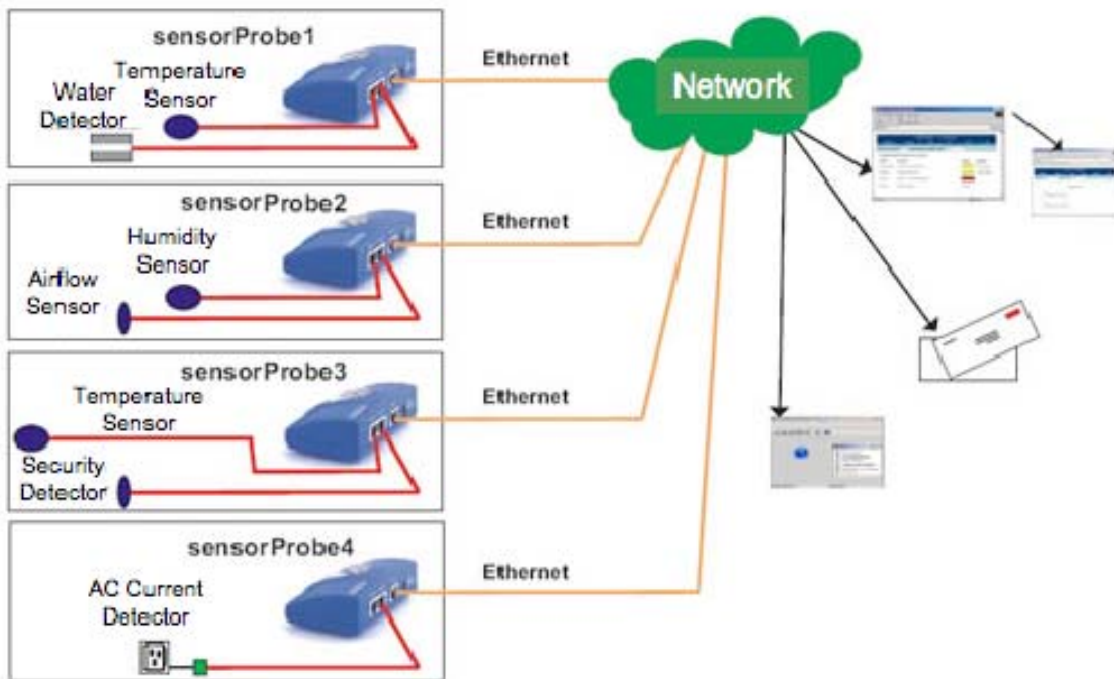 sensorProbe1
Ethernet
Temperature
Sensor
Water
Detector
Network
sensorProbe2
Ethernet
Humidity
Sensor
Airflow
Sensor
sensorProbe3
Ethernet
Temperature
Sensor
Security
Detector
sensorProbe4
Ethernet
AC Current
Detector